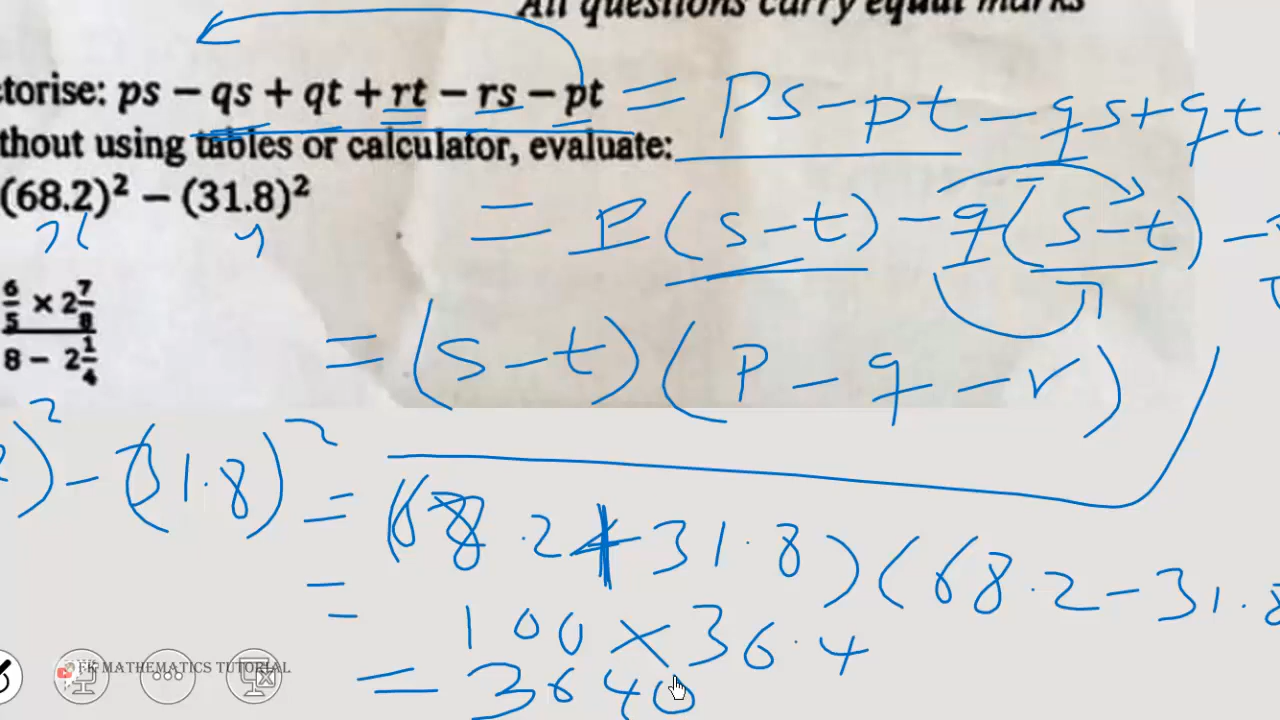 All questions carry equal marks
torise: ps − qs + qt + rt − rs − pt = ps − pt − qs + qt
thout using tables or calculator, evaluate:
(68.2)² − (31.8)²
x y
= p(s − t) − q(s − t) −
6/5 × 2 7/8
8 − 2 1/4
= (s − t)(p − q − r)
)² − (31.8)² = (68.2 + 31.8)(68.2 − 31.8
= 100 × 36.4
= 3640
MATHEMATICS TUTORIAL